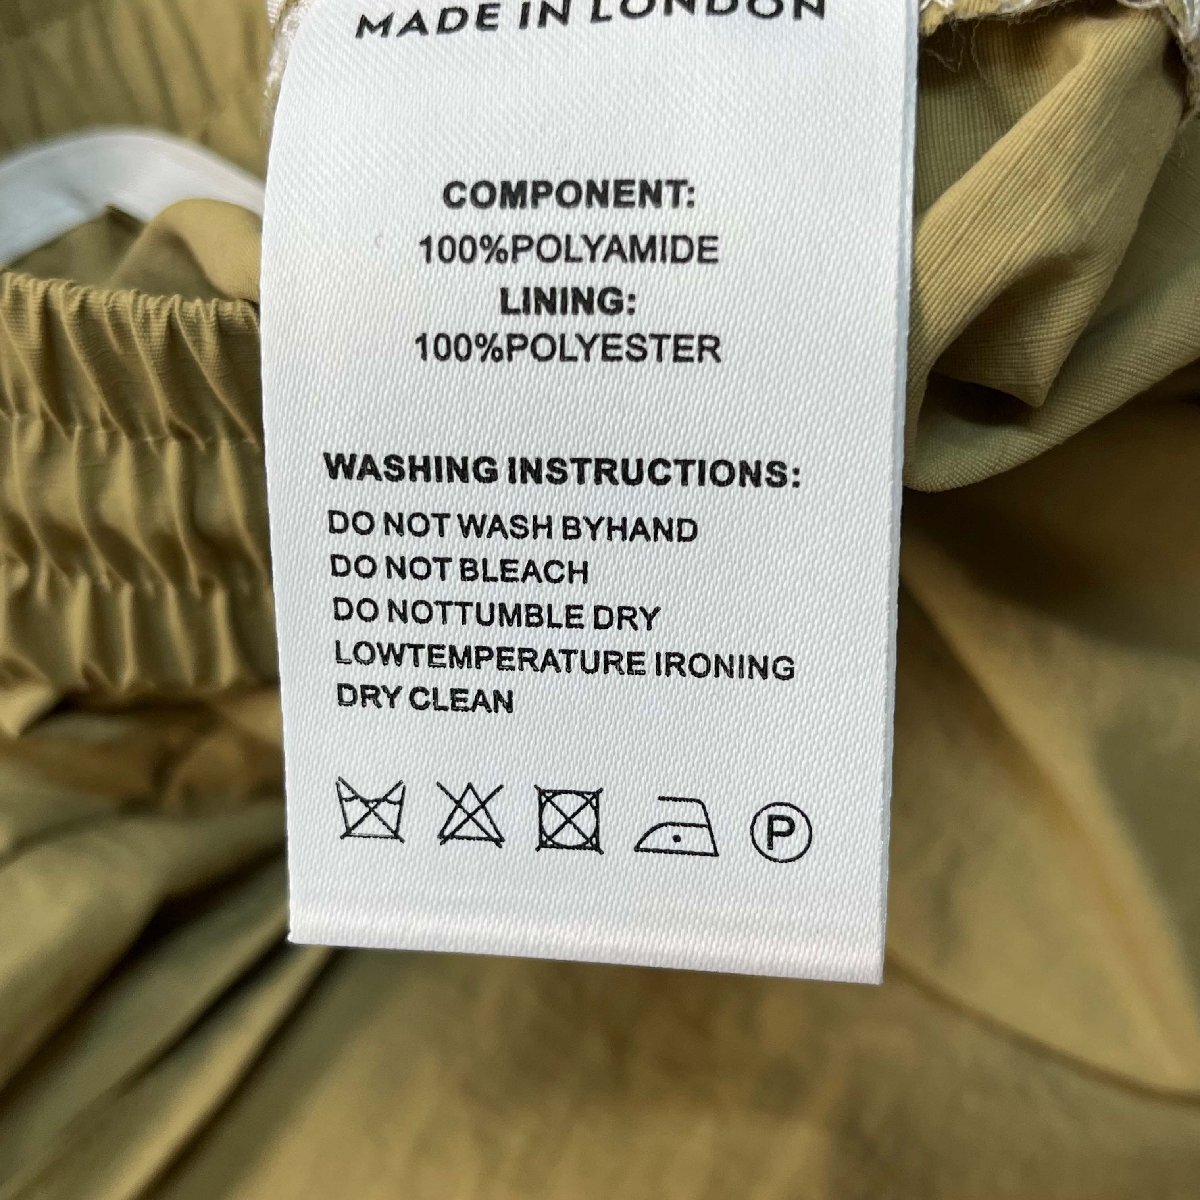 MADE IN LONDON
COMPONENT:
100%POLYAMIDE
LINING:
100%POLYESTER
WASHING INSTRUCTIONS:
DO NOT WASH BYHAND
DO NOT BLEACH
DO NOTTUMBLE DRY
LOWTEMPERATURE IRONING
DRY CLEAN
P